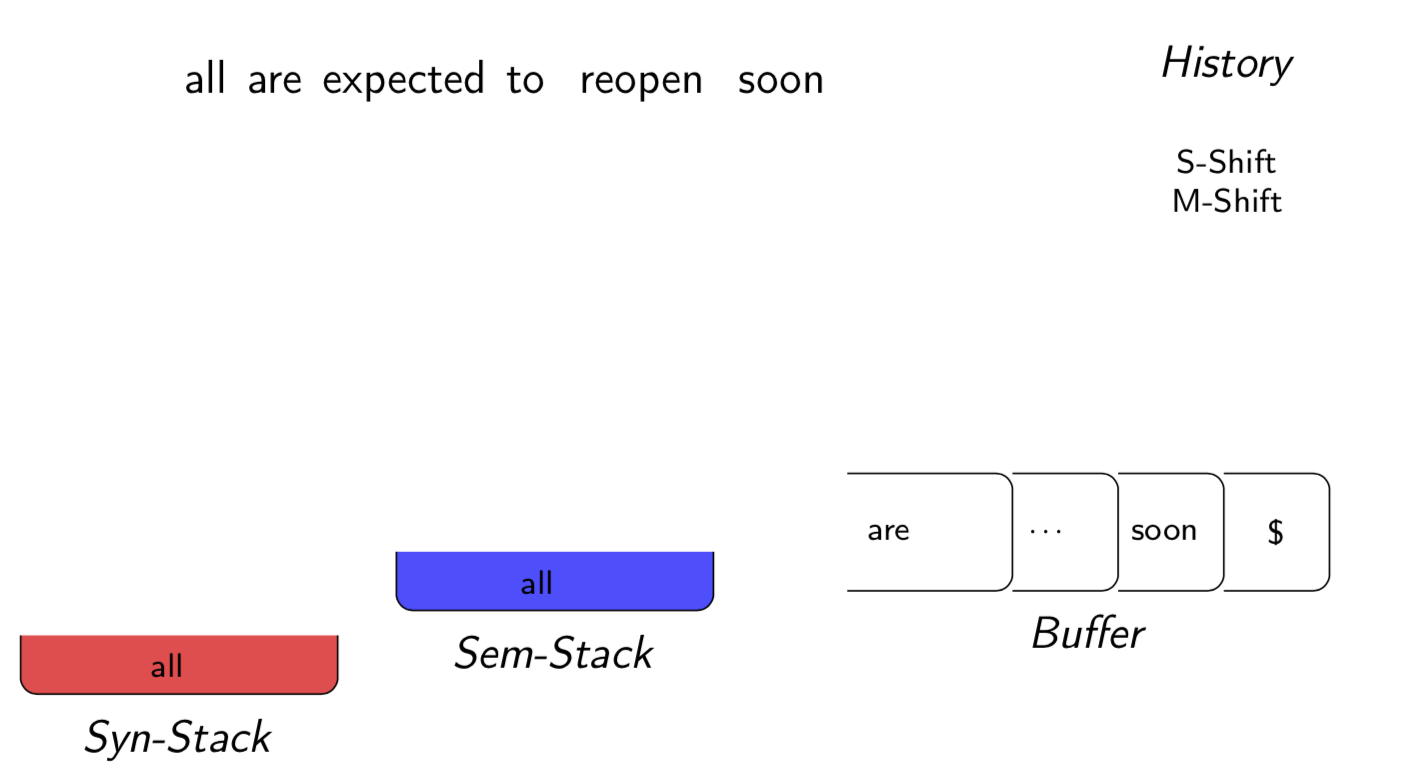 all are expected to reopen soon
History
S-Shift
M-Shift
are ... soon $
Buffer
all
Sem-Stack
all
Syn-Stack